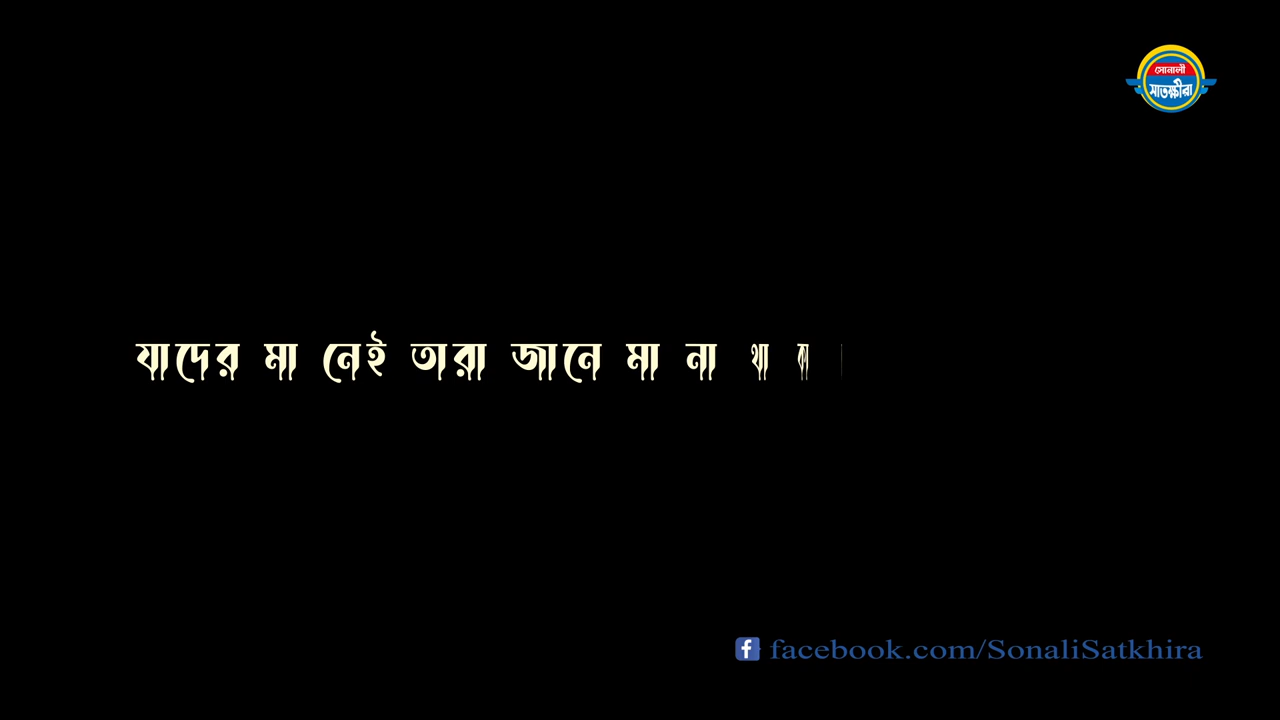 সোনালী
সাতক্ষীরা
যাদের মা নেই তারা জানে মা না থাকা
facebook.com/SonaliSatkhira